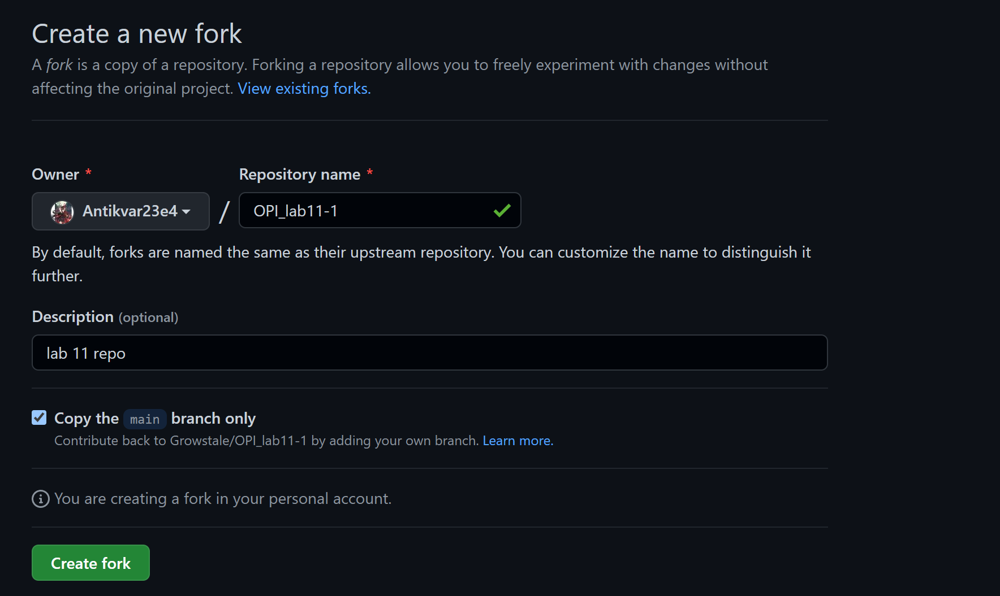 Create a new fork
A fork is a copy of a repository. Forking a repository allows you to freely experiment with changes without
affecting the original project. View existing forks.
Owner * Repository name *
Antikvar23e4 / OPI_lab11-1
By default, forks are named the same as their upstream repository. You can customize the name to distinguish it
further.
Description (optional)
lab 11 repo
Copy the main branch only
Contribute back to Growstale/OPI_lab11-1 by adding your own branch. Learn more.
You are creating a fork in your personal account.
Create fork